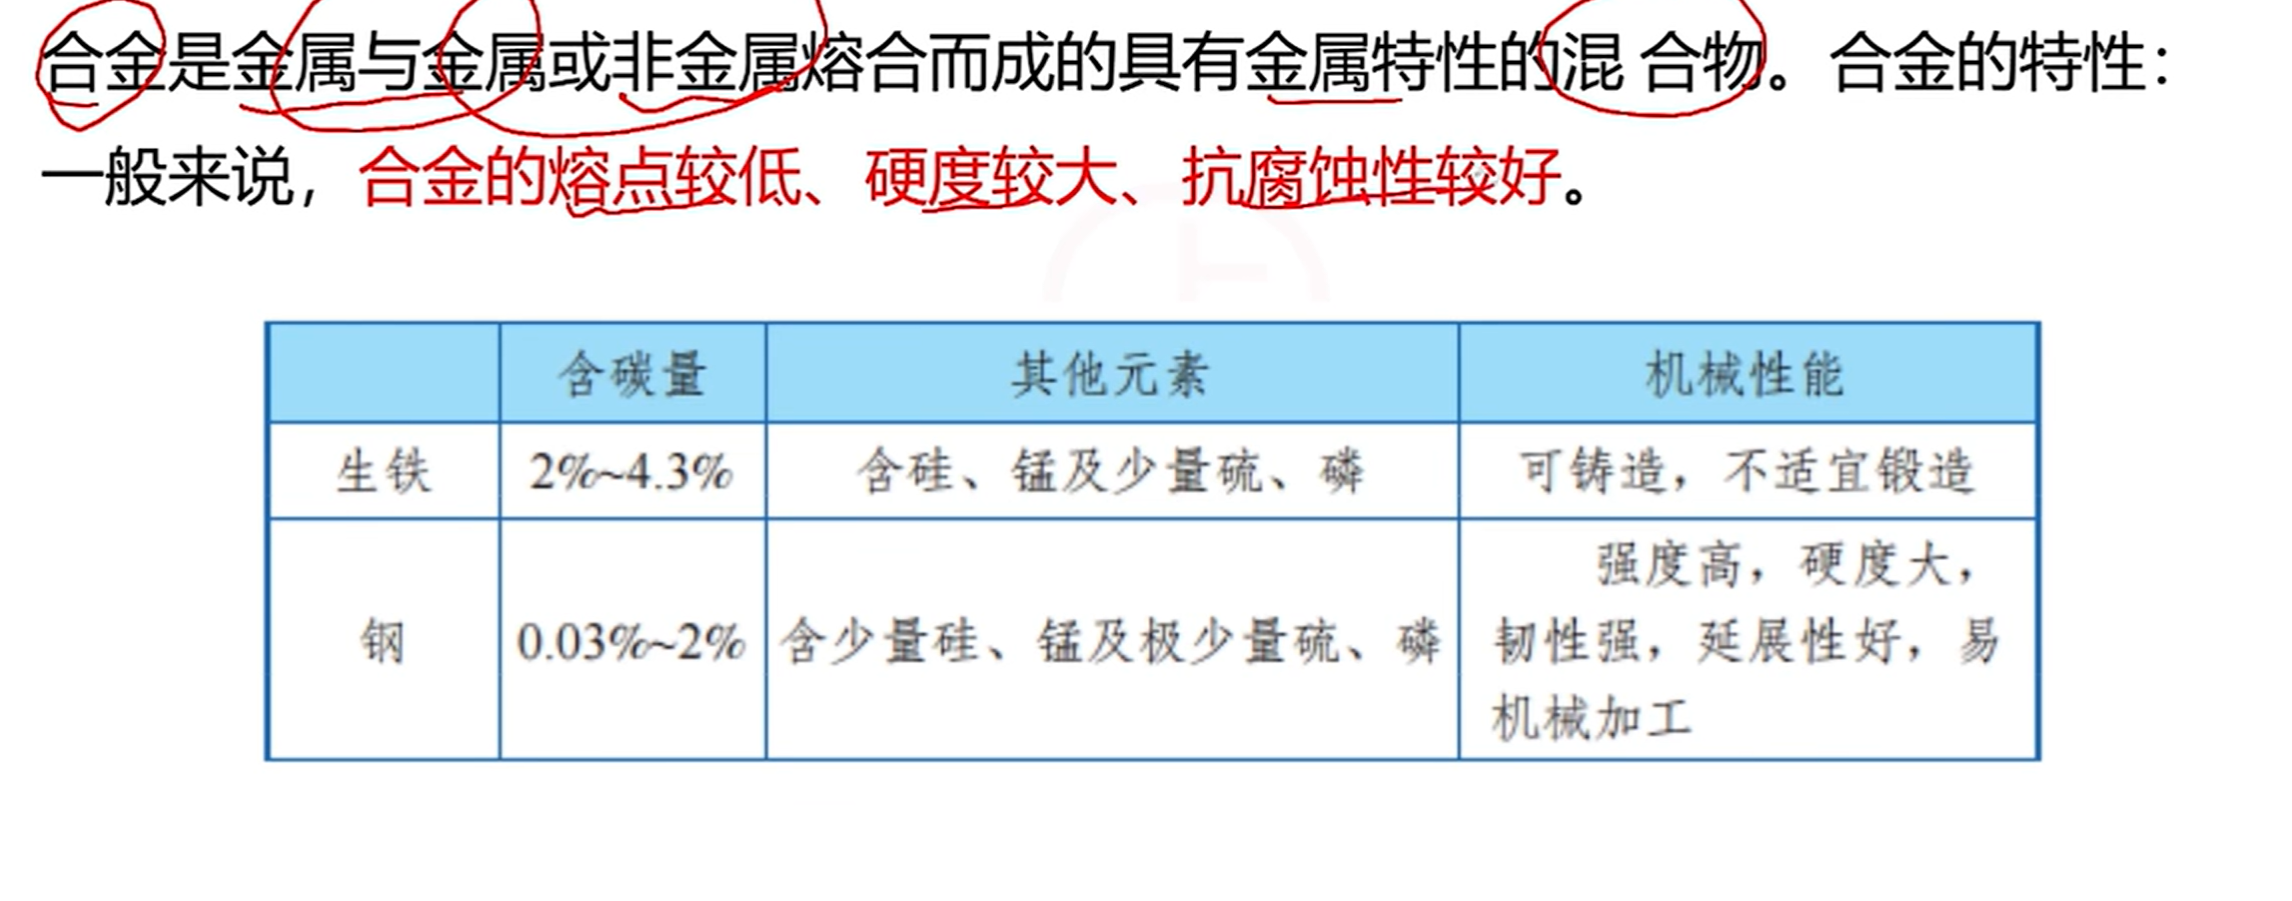 合金是金属与金属或非金属熔合而成的具有金属特性的混 合物。合金的特性：
一般来说，合金的熔点较低、硬度较大、抗腐蚀性较好。
含碳量 其他元素 机械性能
生铁 2%~4.3% 含硅、锰及少量硫、磷 可铸造，不适宜锻造
钢 0.03%~2% 含少量硅、锰及极少量硫、磷 强度高，硬度大，
韧性强，延展性好，易
机械加工